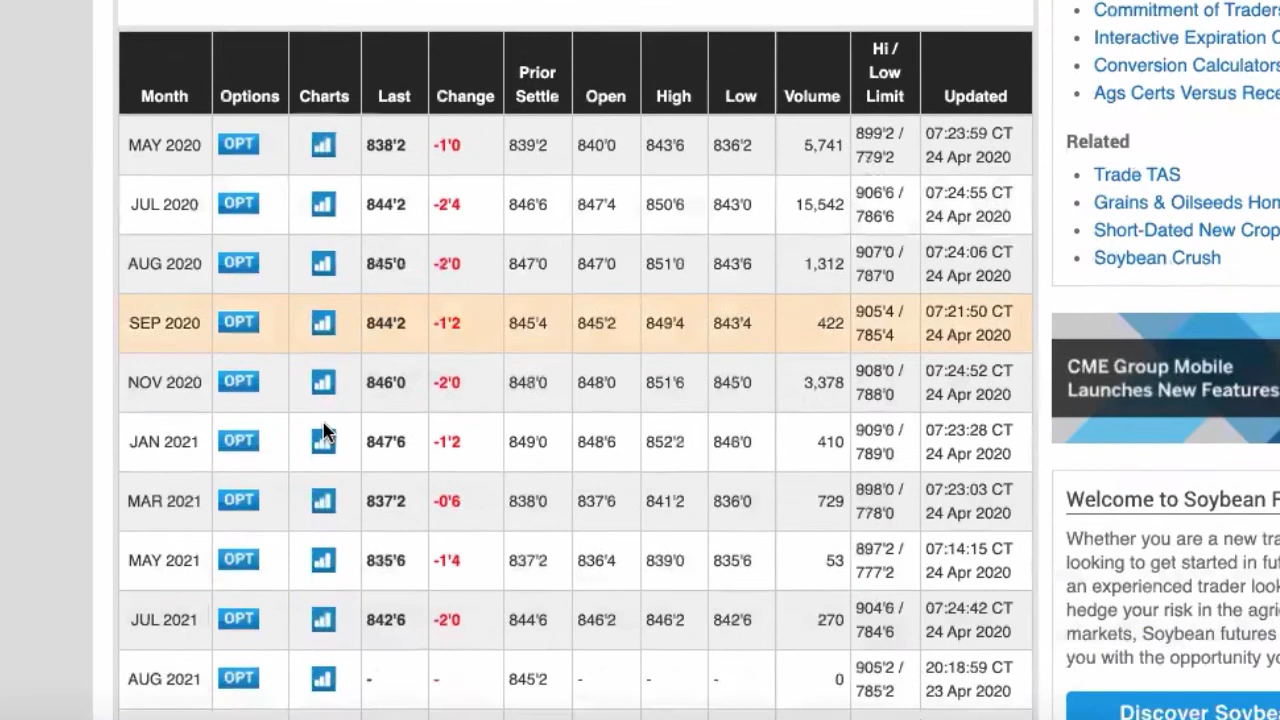 Month Options Charts Last Change Prior Settle Open High Low Volume Hi / Low Limit Updated
MAY 2020 OPT 838'2 -1'0 839'2 840'0 843'6 836'2 5,741 899'2 / 779'2 07:23:59 CT 24 Apr 2020
JUL 2020 OPT 844'2 -2'4 846'6 847'4 850'6 843'0 15,542 906'6 / 786'6 07:24:55 CT 24 Apr 2020
AUG 2020 OPT 845'0 -2'0 847'0 847'0 851'0 843'6 1,312 907'0 / 787'0 07:24:06 CT 24 Apr 2020
SEP 2020 OPT 844'2 -1'2 845'4 845'2 849'4 843'4 422 905'4 / 785'4 07:21:50 CT 24 Apr 2020
NOV 2020 OPT 846'0 -2'0 848'0 848'0 851'6 845'0 3,378 908'0 / 788'0 07:24:52 CT 24 Apr 2020
JAN 2021 OPT 847'6 -1'2 849'0 848'6 852'2 846'0 410 909'0 / 789'0 07:23:28 CT 24 Apr 2020
MAR 2021 OPT 837'2 -0'6 838'0 837'6 841'2 836'0 729 898'0 / 778'0 07:23:03 CT 24 Apr 2020
MAY 2021 OPT 835'6 -1'4 837'2 836'4 839'0 835'6 53 897'2 / 777'2 07:14:15 CT 24 Apr 2020
JUL 2021 OPT 842'6 -2'0 844'6 846'2 846'2 842'6 270 904'6 / 784'6 07:24:42 CT 24 Apr 2020
AUG 2021 OPT - - 845'2 - - - 0 905'2 / 785'2 20:18:59 CT 23 Apr 2020
Commitment of Traders
Interactive Expiration C
Conversion Calculators
Ags Certs Versus Rece
Related
Trade TAS
Grains & Oilseeds Hom
Short-Dated New Crop
Soybean Crush
CME Group Mobile
Launches New Features
Welcome to Soybean F
Whether you are a new tra
looking to get started in fut
an experienced trader look
hedge your risk in the agri
markets, Soybean futures
you with the opportunity yo
Discover Soybe